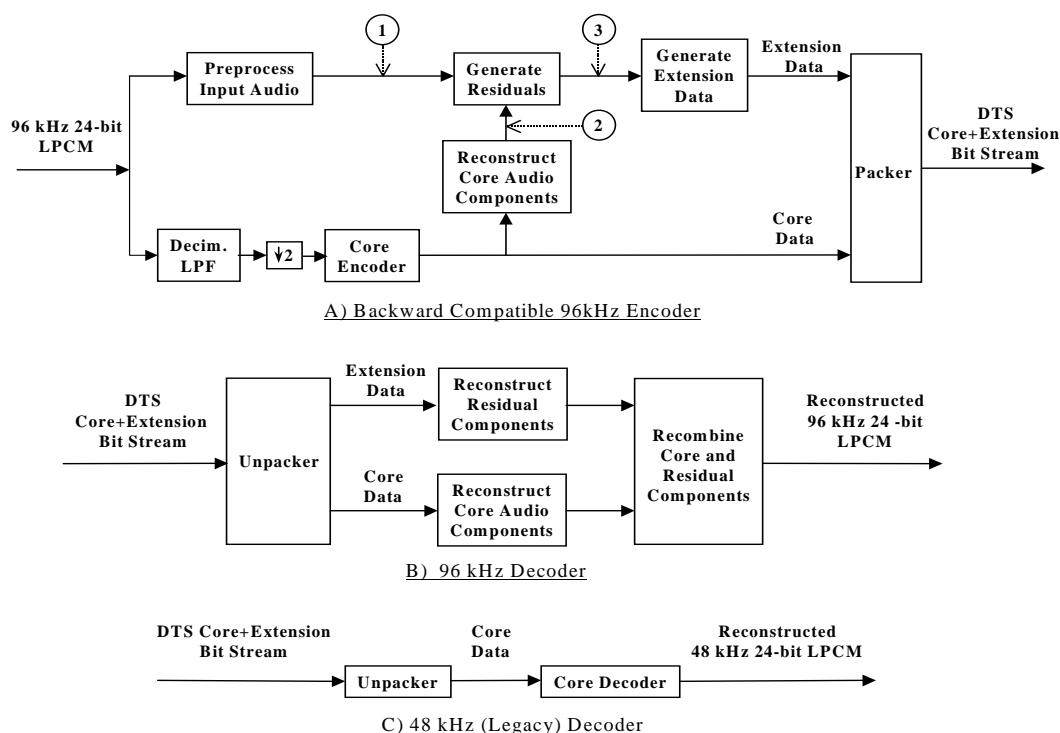 1
3
Preprocess
Input Audio
Generate
Residuals
Generate
Extension
Data
Extension
Data
96 kHz 24-bit
LPCM
2
DTS
Core+Extension
Bit Stream
Reconstruct
Core Audio
Components
Packer
Decim.
LPF
2
Core
Encoder
Core
Data
A) Backward Compatible 96kHz Encoder
DTS
Core+Extension
Bit Stream
Unpacker
Extension
Data
Reconstruct
Residual
Components
Core
Data
Reconstruct
Core Audio
Components
Recombine
Core and
Residual
Components
Reconstructed
96 kHz 24 -bit
LPCM
B) 96 kHz Decoder
DTS Core+Extension
Bit Stream
Unpacker
Core
Data
Core Decoder
Reconstructed
48 kHz 24-bit LPCM
C) 48 kHz (Legacy) Decoder